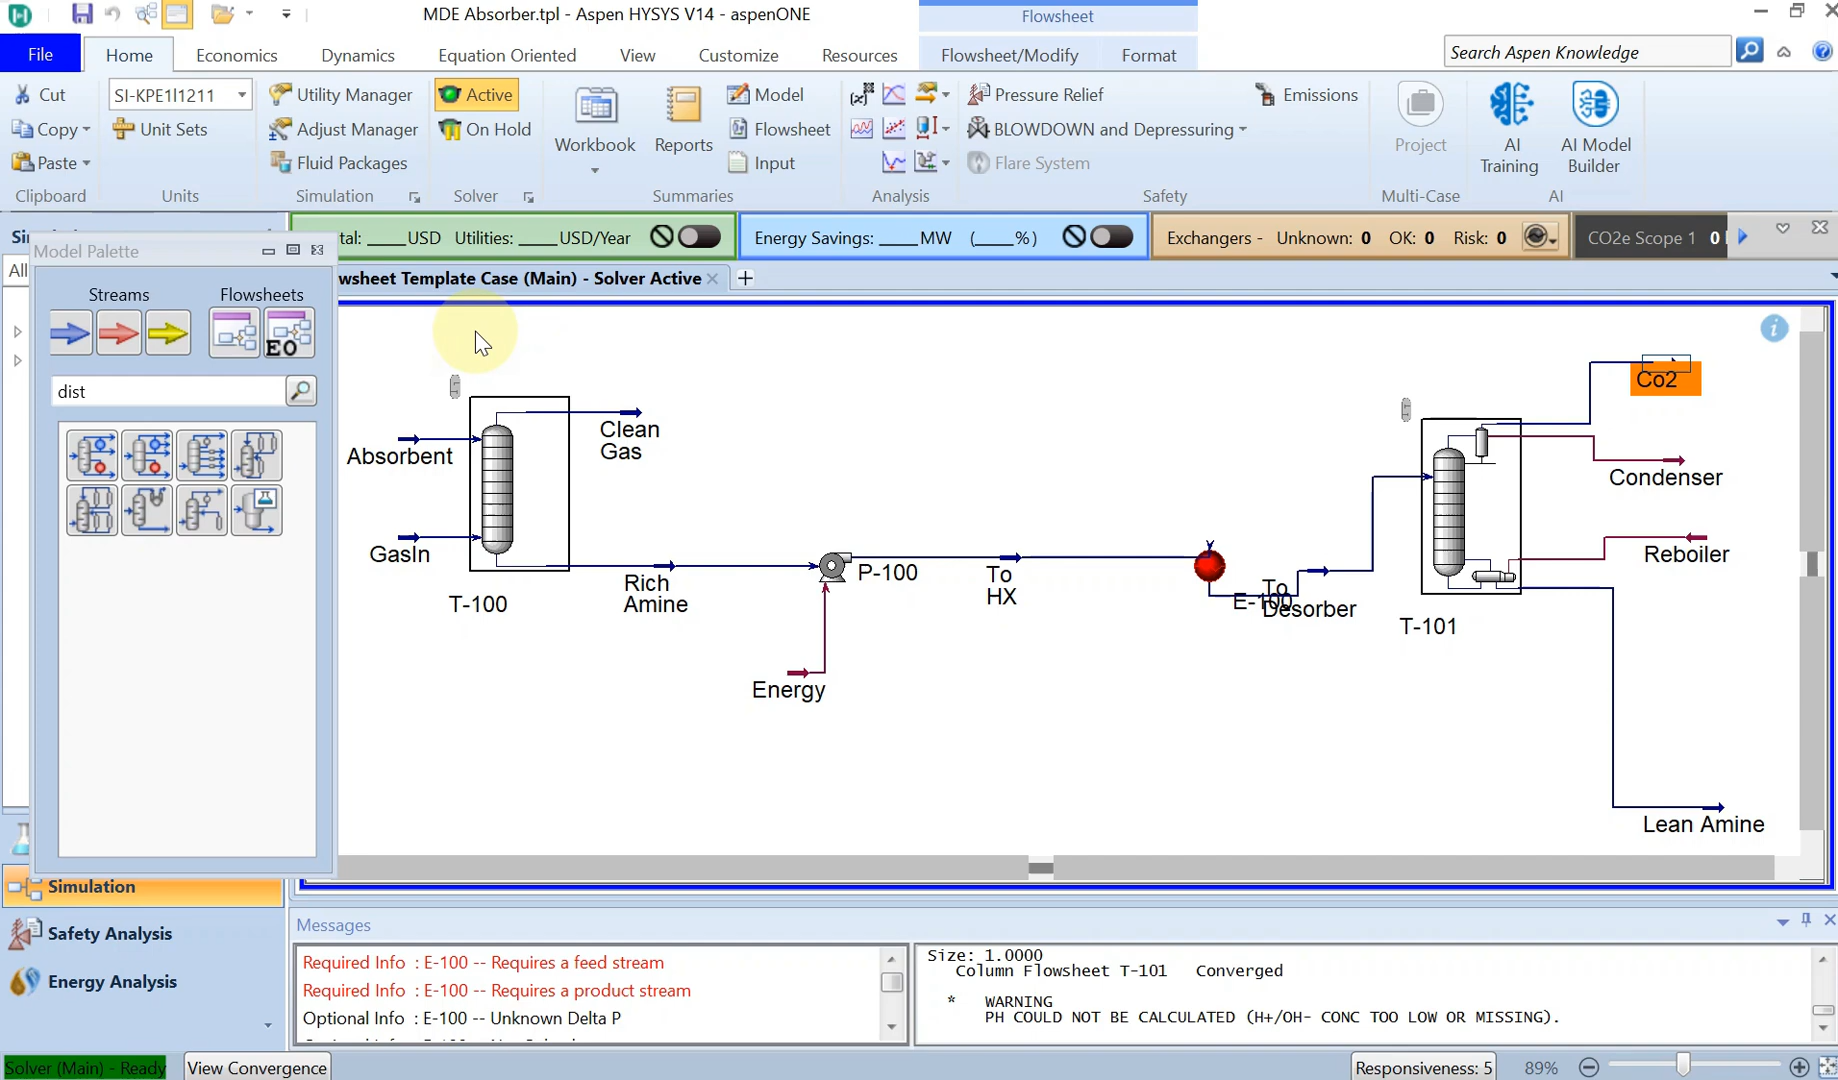 MDE Absorber.tpl - Aspen HYSYS V14 - aspenONE
Flowsheet
File
Home
Economics
Dynamics
Equation Oriented
View
Customize
Resources
Flowsheet/Modify
Format
Search Aspen Knowledge
Cut
Copy
Paste
Clipboard
SI-KPE1l1211
Unit Sets
Units
Utility Manager
Adjust Manager
Fluid Packages
Simulation
Active
On Hold
Solver
Workbook
Reports
Model
Flowsheet
Input
Summaries
Analysis
Pressure Relief
BLOWDOWN and Depressuring
Flare System
Emissions
Safety
Project
Multi-Case
AI
Training
AI Model
Builder
AI
tal: ____USD Utilities: ____USD/Year
Energy Savings: ____MW (___%)
Exchangers - Unknown: 0 OK: 0 Risk: 0
CO2e Scope 1 0
All
Model Palette
wsheet Template Case (Main) - Solver Active
Streams
Flowsheets
EO
dist
Absorbent
Clean
Gas
GasIn
T-100
Rich
Amine
P-100
Energy
To
HX
E-100
To
Desorber
T-101
Co2
Condenser
Reboiler
Lean Amine
Simulation
Safety Analysis
Energy Analysis
Messages
Required Info : E-100 -- Requires a feed stream
Required Info : E-100 -- Requires a product stream
Optional Info : E-100 -- Unknown Delta P
Size: 1.0000
Column Flowsheet T-101 Converged
* WARNING
PH COULD NOT BE CALCULATED (H+/OH- CONC TOO LOW OR MISSING).
Solver (Main) - Ready
View Convergence
Responsiveness: 5
89%